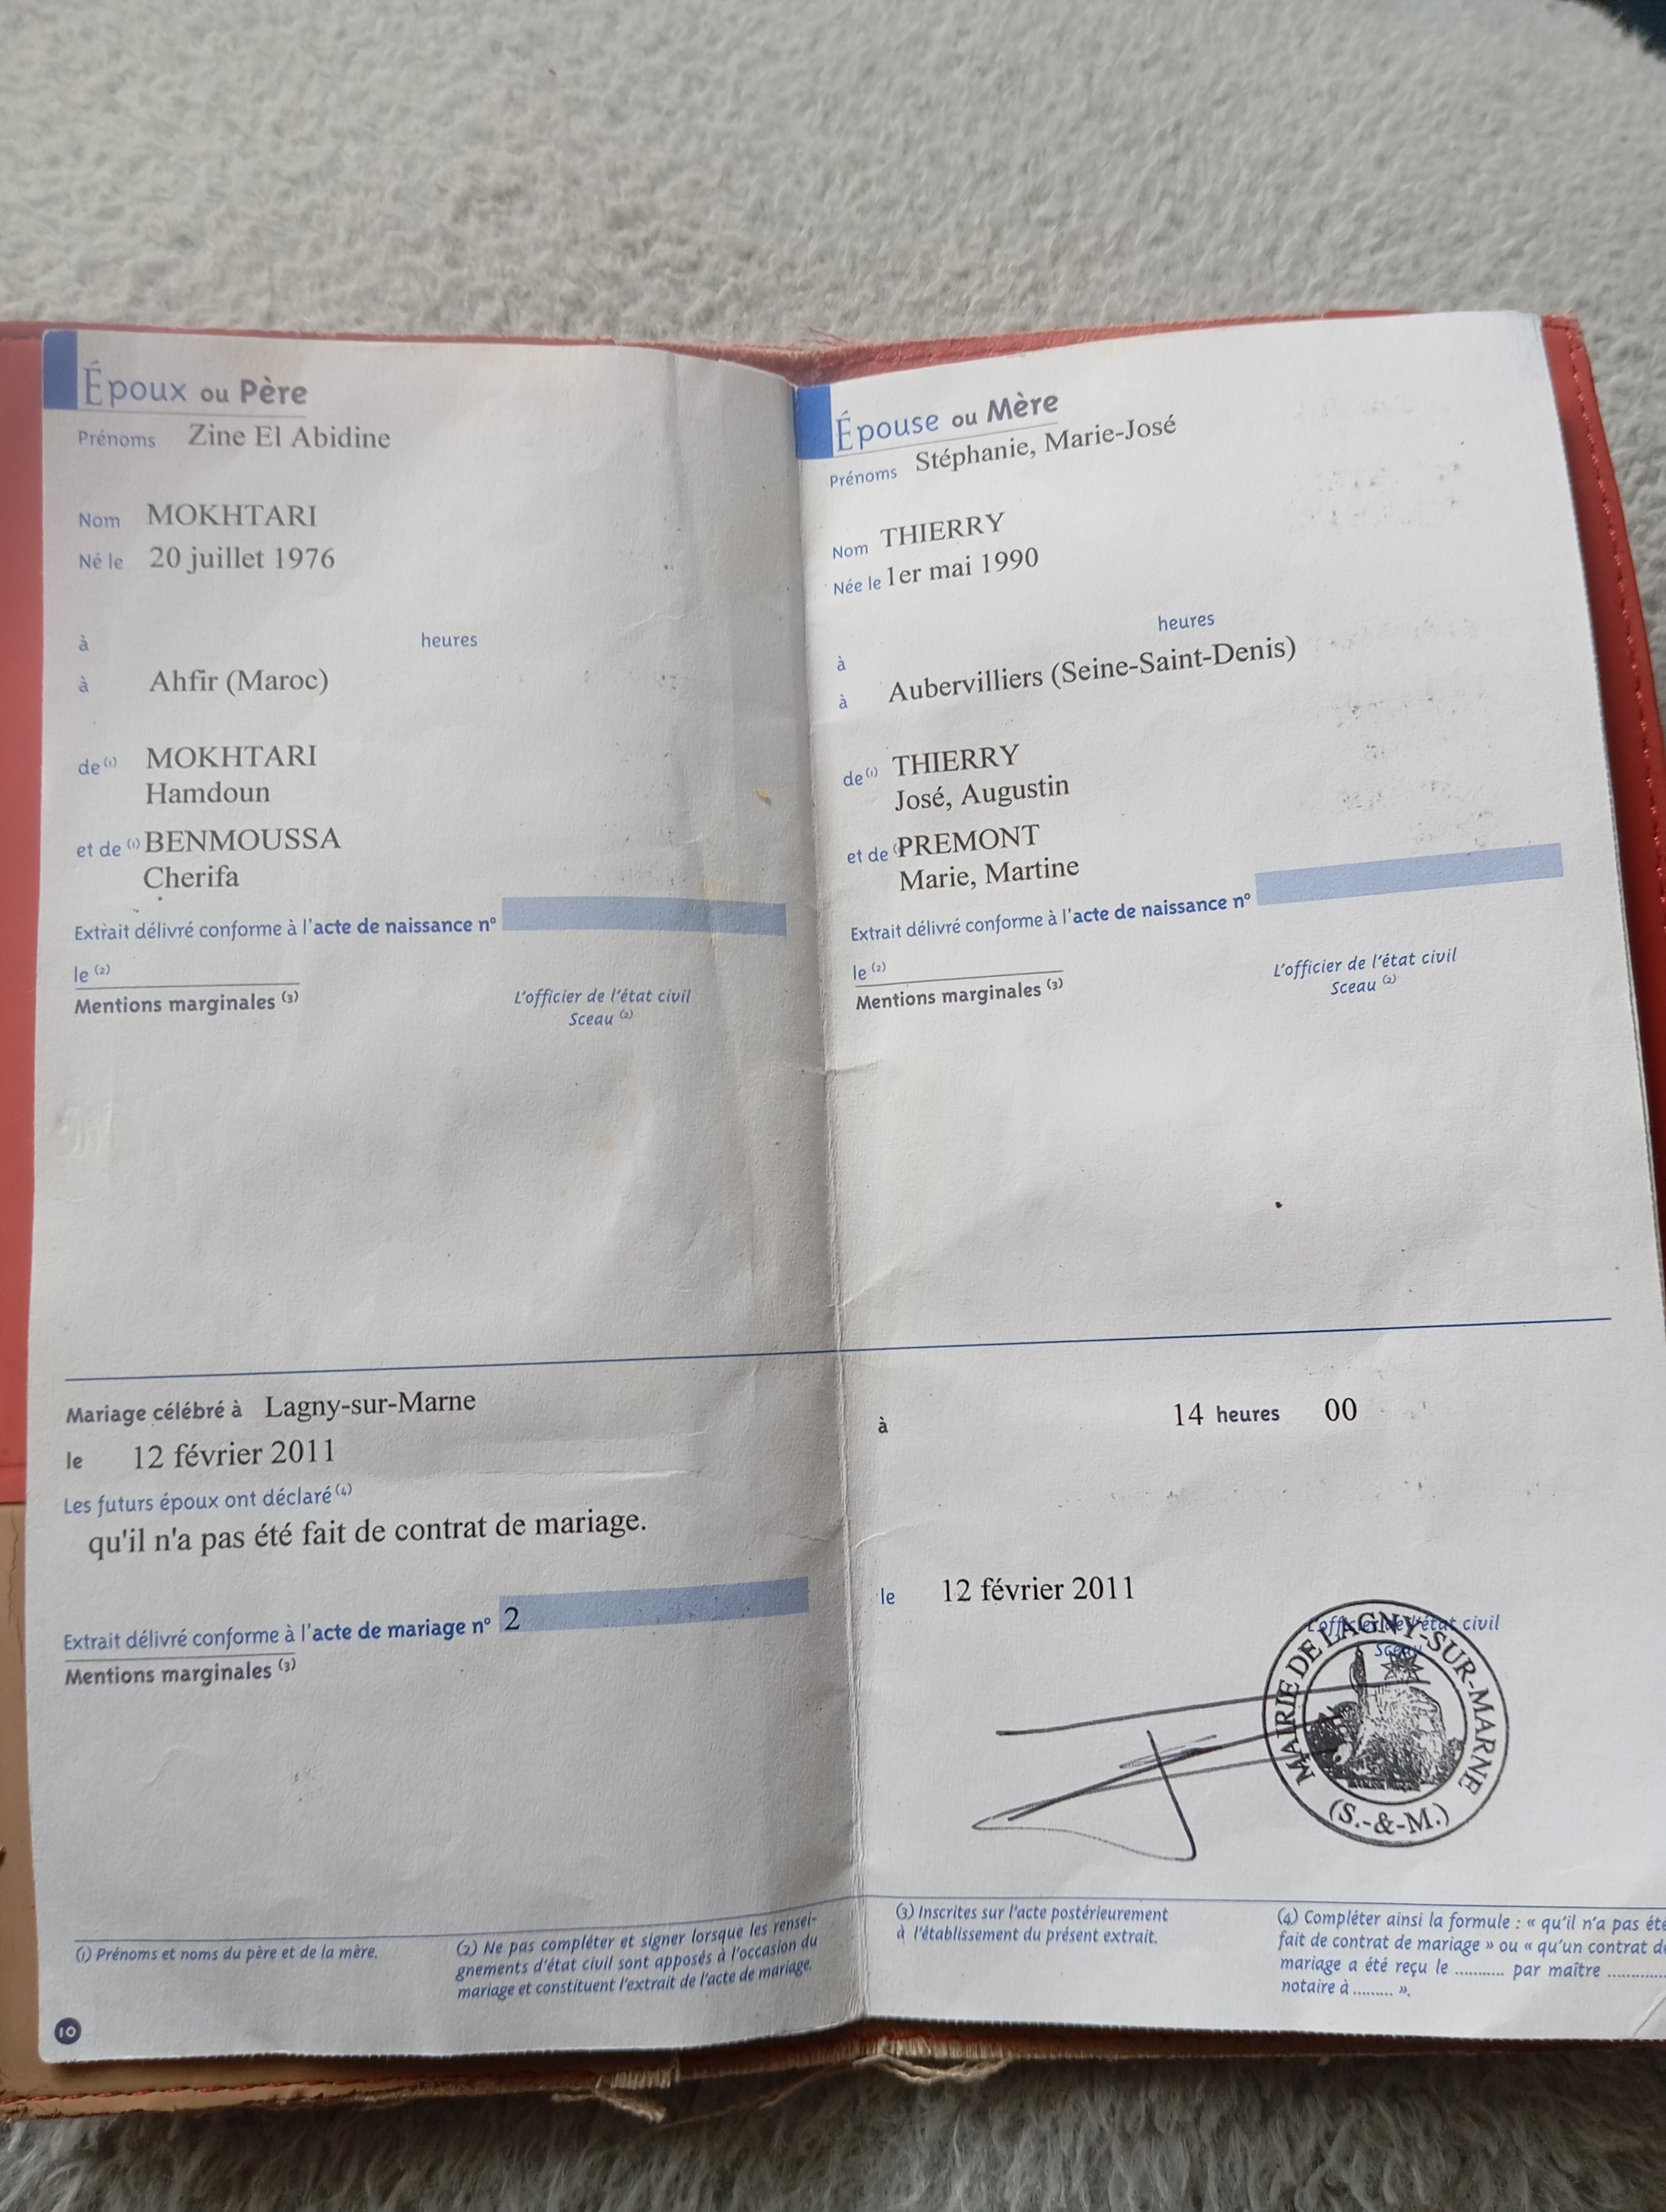 Époux ou Père
Prénoms Zine El Abidine
Nom MOKHTARI
Né le 20 juillet 1976
à heures
à Ahfir (Maroc)
de (1) MOKHTARI
Hamdoun
et de (1) BENMOUSSA
Cherifa
Extrait délivré conforme à l'acte de naissance n°
le (2)
Mentions marginales (3)
L'officier de l'état civil
Sceau (2)
Épouse ou Mère
Prénoms Stéphanie, Marie-José
Nom THIERRY
Née le 1er mai 1990
heures
à
à Aubervilliers (Seine-Saint-Denis)
de (1) THIERRY
José, Augustin
et de PREMONT
Marie, Martine
Extrait délivré conforme à l'acte de naissance n°
le (2)
Mentions marginales (3)
L'officier de l'état civil
Sceau (2)
Mariage célébré à Lagny-sur-Marne
le 12 février 2011
Les futurs époux ont déclaré (4)
qu'il n'a pas été fait de contrat de mariage.
Extrait délivré conforme à l'acte de mariage n° 2
Mentions marginales (3)
à 14 heures 00
le 12 février 2011
L'officier de l'état civil
Sceau
MAIRIE DE LAGNY-SUR-MARNE
(S.-&-M.)
(1) Prénoms et noms du père et de la mère.
(2) Ne pas compléter et signer lorsque les rensei-
gnements d'état civil sont apposés à l'occasion du
mariage et constituent l'extrait de l'acte de mariage.
(3) Inscrites sur l'acte postérieurement
à l'établissement du présent extrait.
(4) Compléter ainsi la formule : « qu'il n'a pas été
fait de contrat de mariage » ou « qu'un contrat de
mariage a été reçu le ........... par maître .............
notaire à ......... ».
10